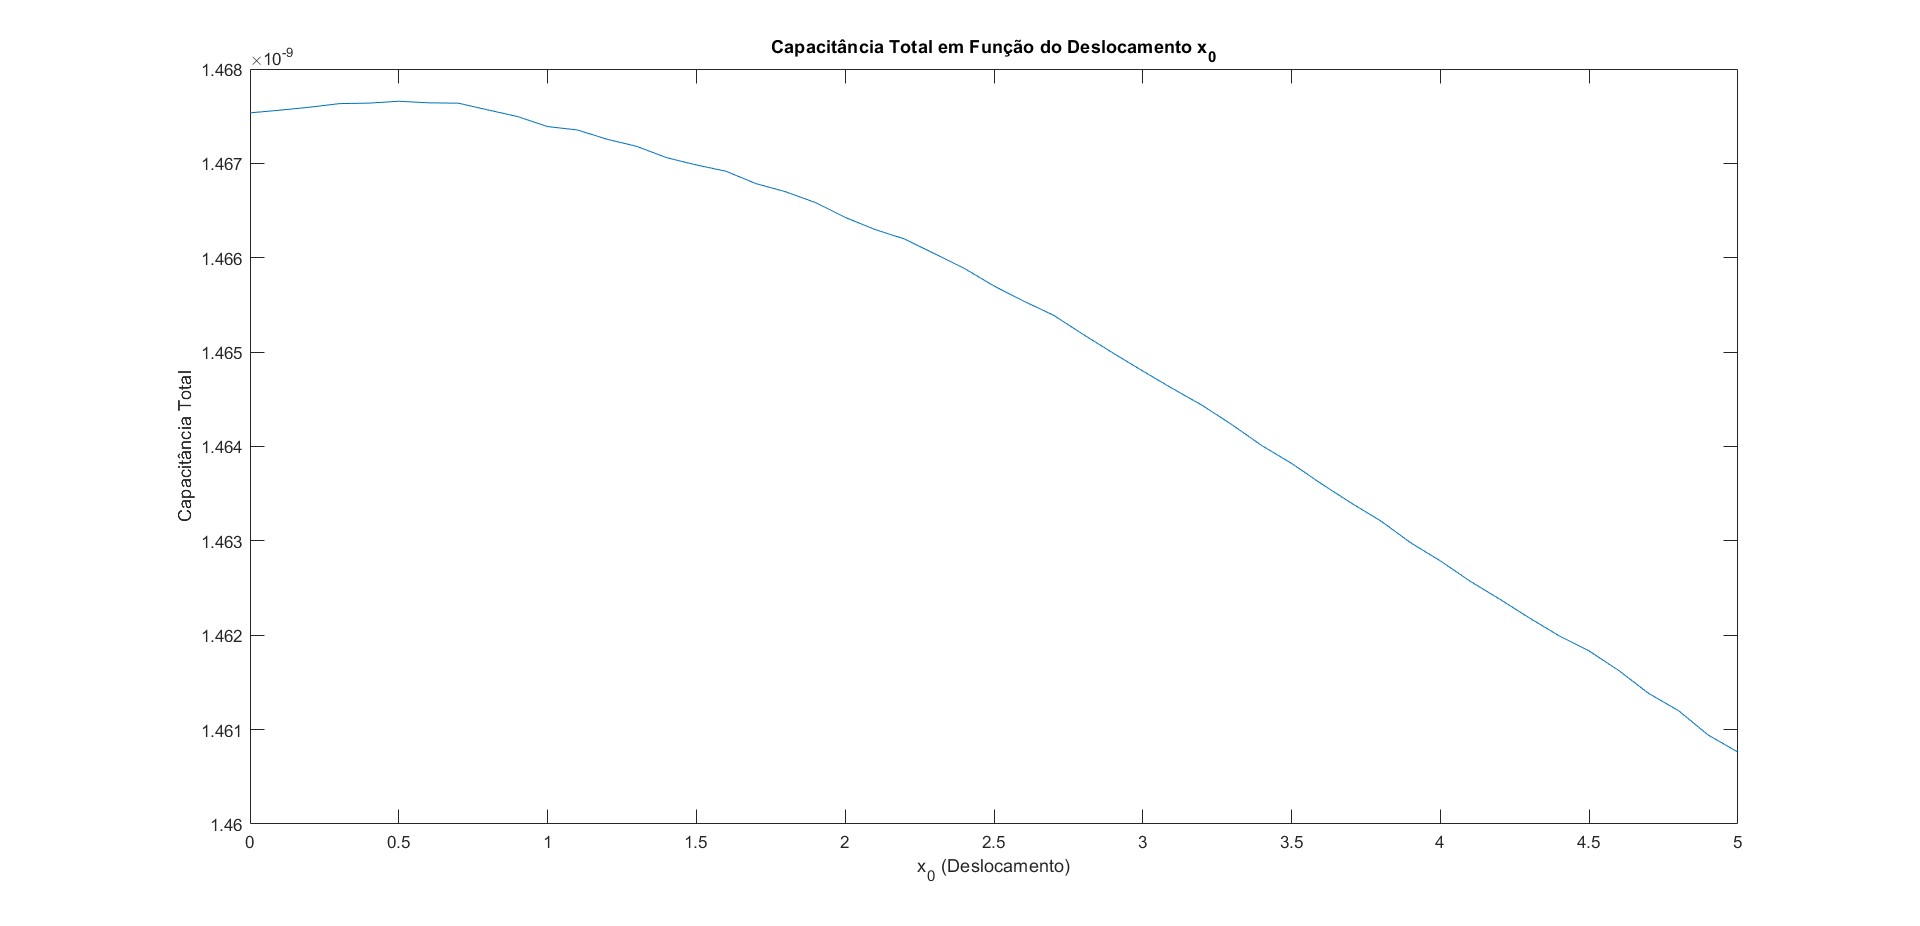 Capacitância Total em Função do Deslocamento x0
×10-9
1.468
1.467
1.466
1.465
1.464
1.463
1.462
1.461
1.46
Capacitância Total
0 0.5 1 1.5 2 2.5 3 3.5 4 4.5 5
x0 (Deslocamento)